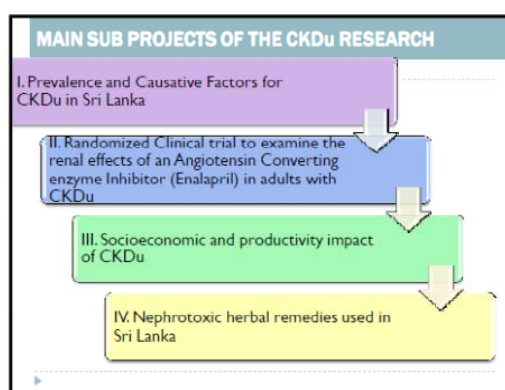 MAIN SUB PROJECTS OF THE CKDu RESEARCH
I. Prevalence and Causative Factors for
CKDu in Sri Lanka
II. Randomized Clinical trial to examine the
renal effects of an Angiotensin Converting
enzyme Inhibitor (Enalapril) in adults with
CKDu
III. Socioeconomic and productivity impact
of CKDu
IV. Nephrotoxic herbal remedies used in
Sri Lanka